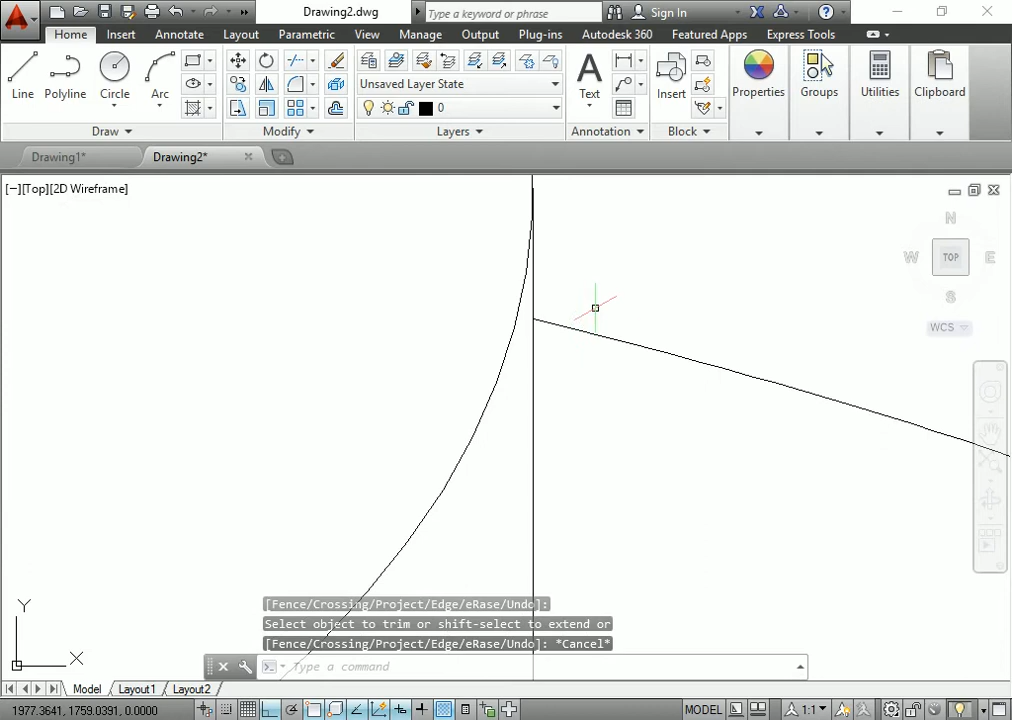 Drawing2.dwg
Type a keyword or phrase
Sign In
Home Insert Annotate Layout Parametric View Manage Output Plug-ins Autodesk 360 Featured Apps Express Tools
Unsaved Layer State
0
Line Polyline Circle Arc Text Insert Properties Groups Utilities Clipboard
Draw Modify Layers Annotation Block
Drawing1* Drawing2*
[−][Top][2D Wireframe]
N
W TOP E
S
WCS
[Fence/Crossing/Project/Edge/eRase/Undo]:
Select object to trim or shift-select to extend or
[Fence/Crossing/Project/Edge/eRase/Undo]: *Cancel*
Type a command
Y
X
Model Layout1 Layout2
1977.3641, 1759.0391, 0.0000 MODEL 1:1